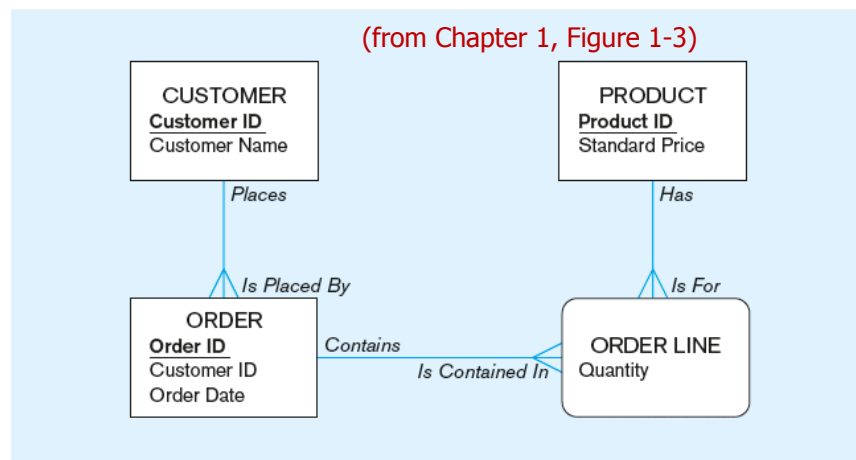 (from Chapter 1, Figure 1-3)
CUSTOMER
Customer ID
Customer Name
PRODUCT
Product ID
Standard Price
Places
Has
Is Placed By
Is For
ORDER
Order ID
Customer ID
Order Date
Contains
Is Contained In
ORDER LINE
Quantity